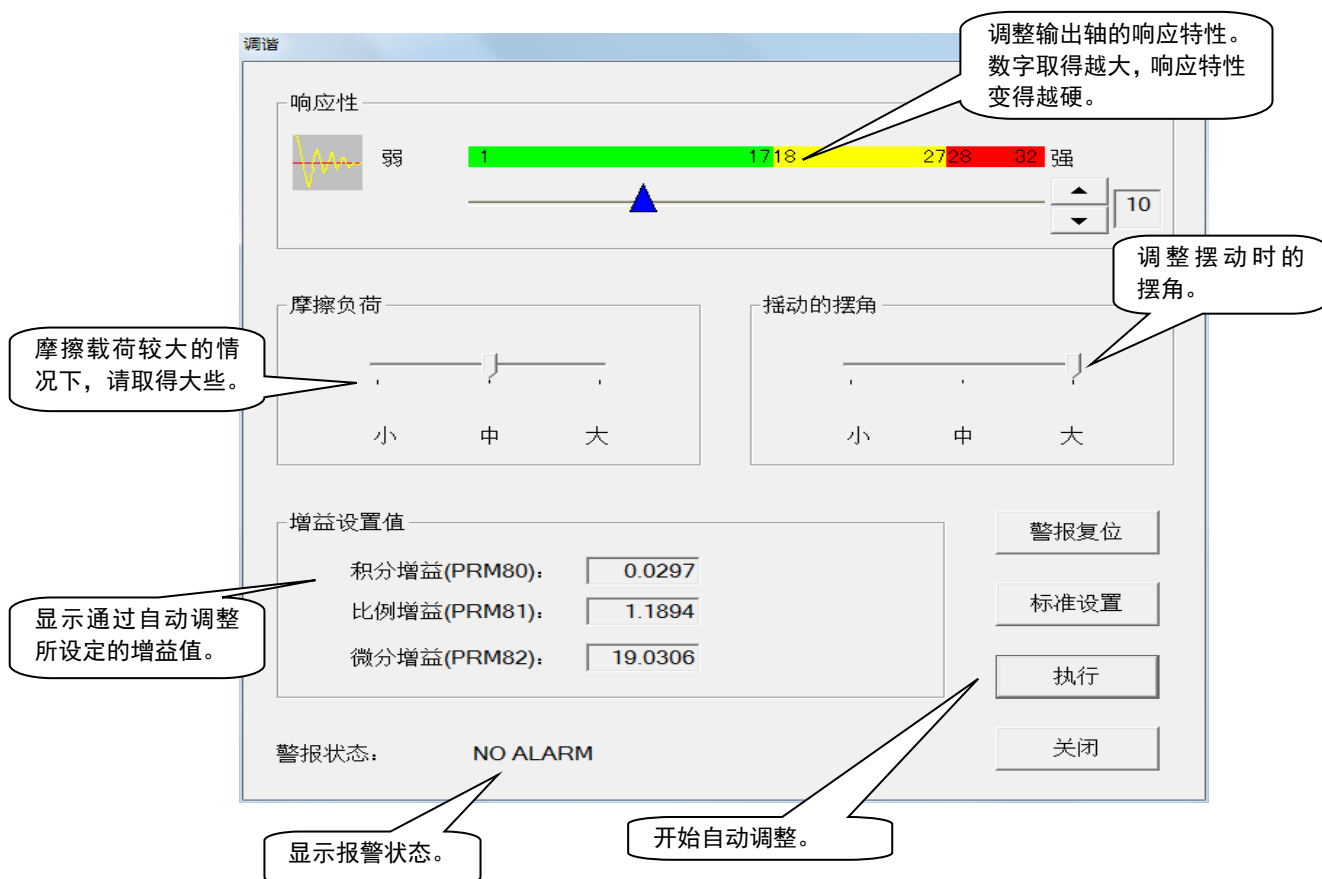 调谐
调整输出轴的响应特性。
数字取得越大，响应特性
变得越硬。
响应性
弱
1 17 18 27 28 32
强
10
调整摆动时的
摆角。
摩擦负荷
摇动的摆角
摩擦载荷较大的情
况下，请取得大些。
小 中 大
小 中 大
增益设置值
积分增益(PRM80)： 0.0297
比例增益(PRM81)： 1.1894
微分增益(PRM82)： 19.0306
显示通过自动调整
所设定的增益值。
警报复位
标准设置
执行
关闭
警报状态： NO ALARM
显示报警状态。
开始自动调整。